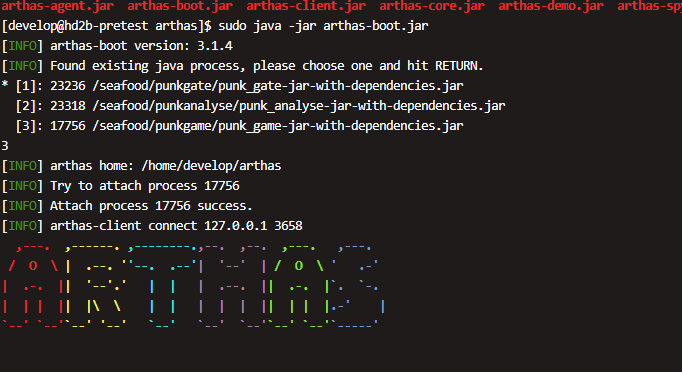 arthas-agent.jar  arthas-boot.jar  arthas-client.jar  arthas-core.jar  arthas-demo.jar  arthas-spy
[develop@hd2b-pretest arthas]$ sudo java -jar arthas-boot.jar
[INFO] arthas-boot version: 3.1.4
[INFO] Found existing java process, please choose one and hit RETURN.
* [1]: 23236 /seafood/punkgate/punk_gate-jar-with-dependencies.jar
  [2]: 23318 /seafood/punkanalyse/punk_analyse-jar-with-dependencies.jar
  [3]: 17756 /seafood/punkgame/punk_game-jar-with-dependencies.jar
3
[INFO] arthas home: /home/develop/arthas
[INFO] Try to attach process 17756
[INFO] Attach process 17756 success.
[INFO] arthas-client connect 127.0.0.1 3658
ARTHAS